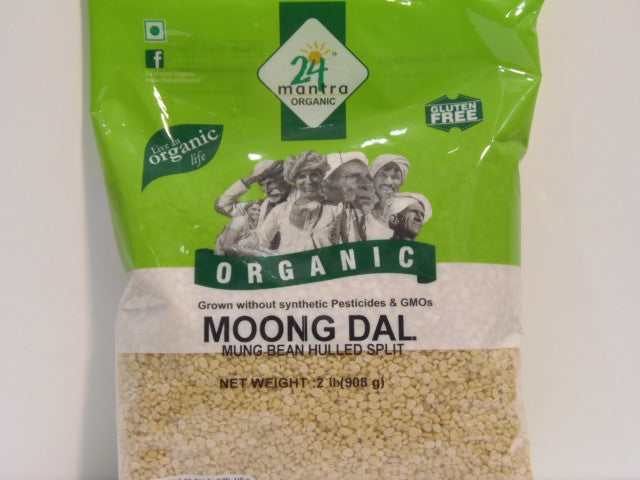 24
mantra
ORGANIC
GLUTEN
FREE
Live an
organic
life
ORGANIC
Grown without synthetic Pesticides & GMOs
MOONG DAL
MUNG BEAN HULLED SPLIT
NET WEIGHT :2 lb(908 g)